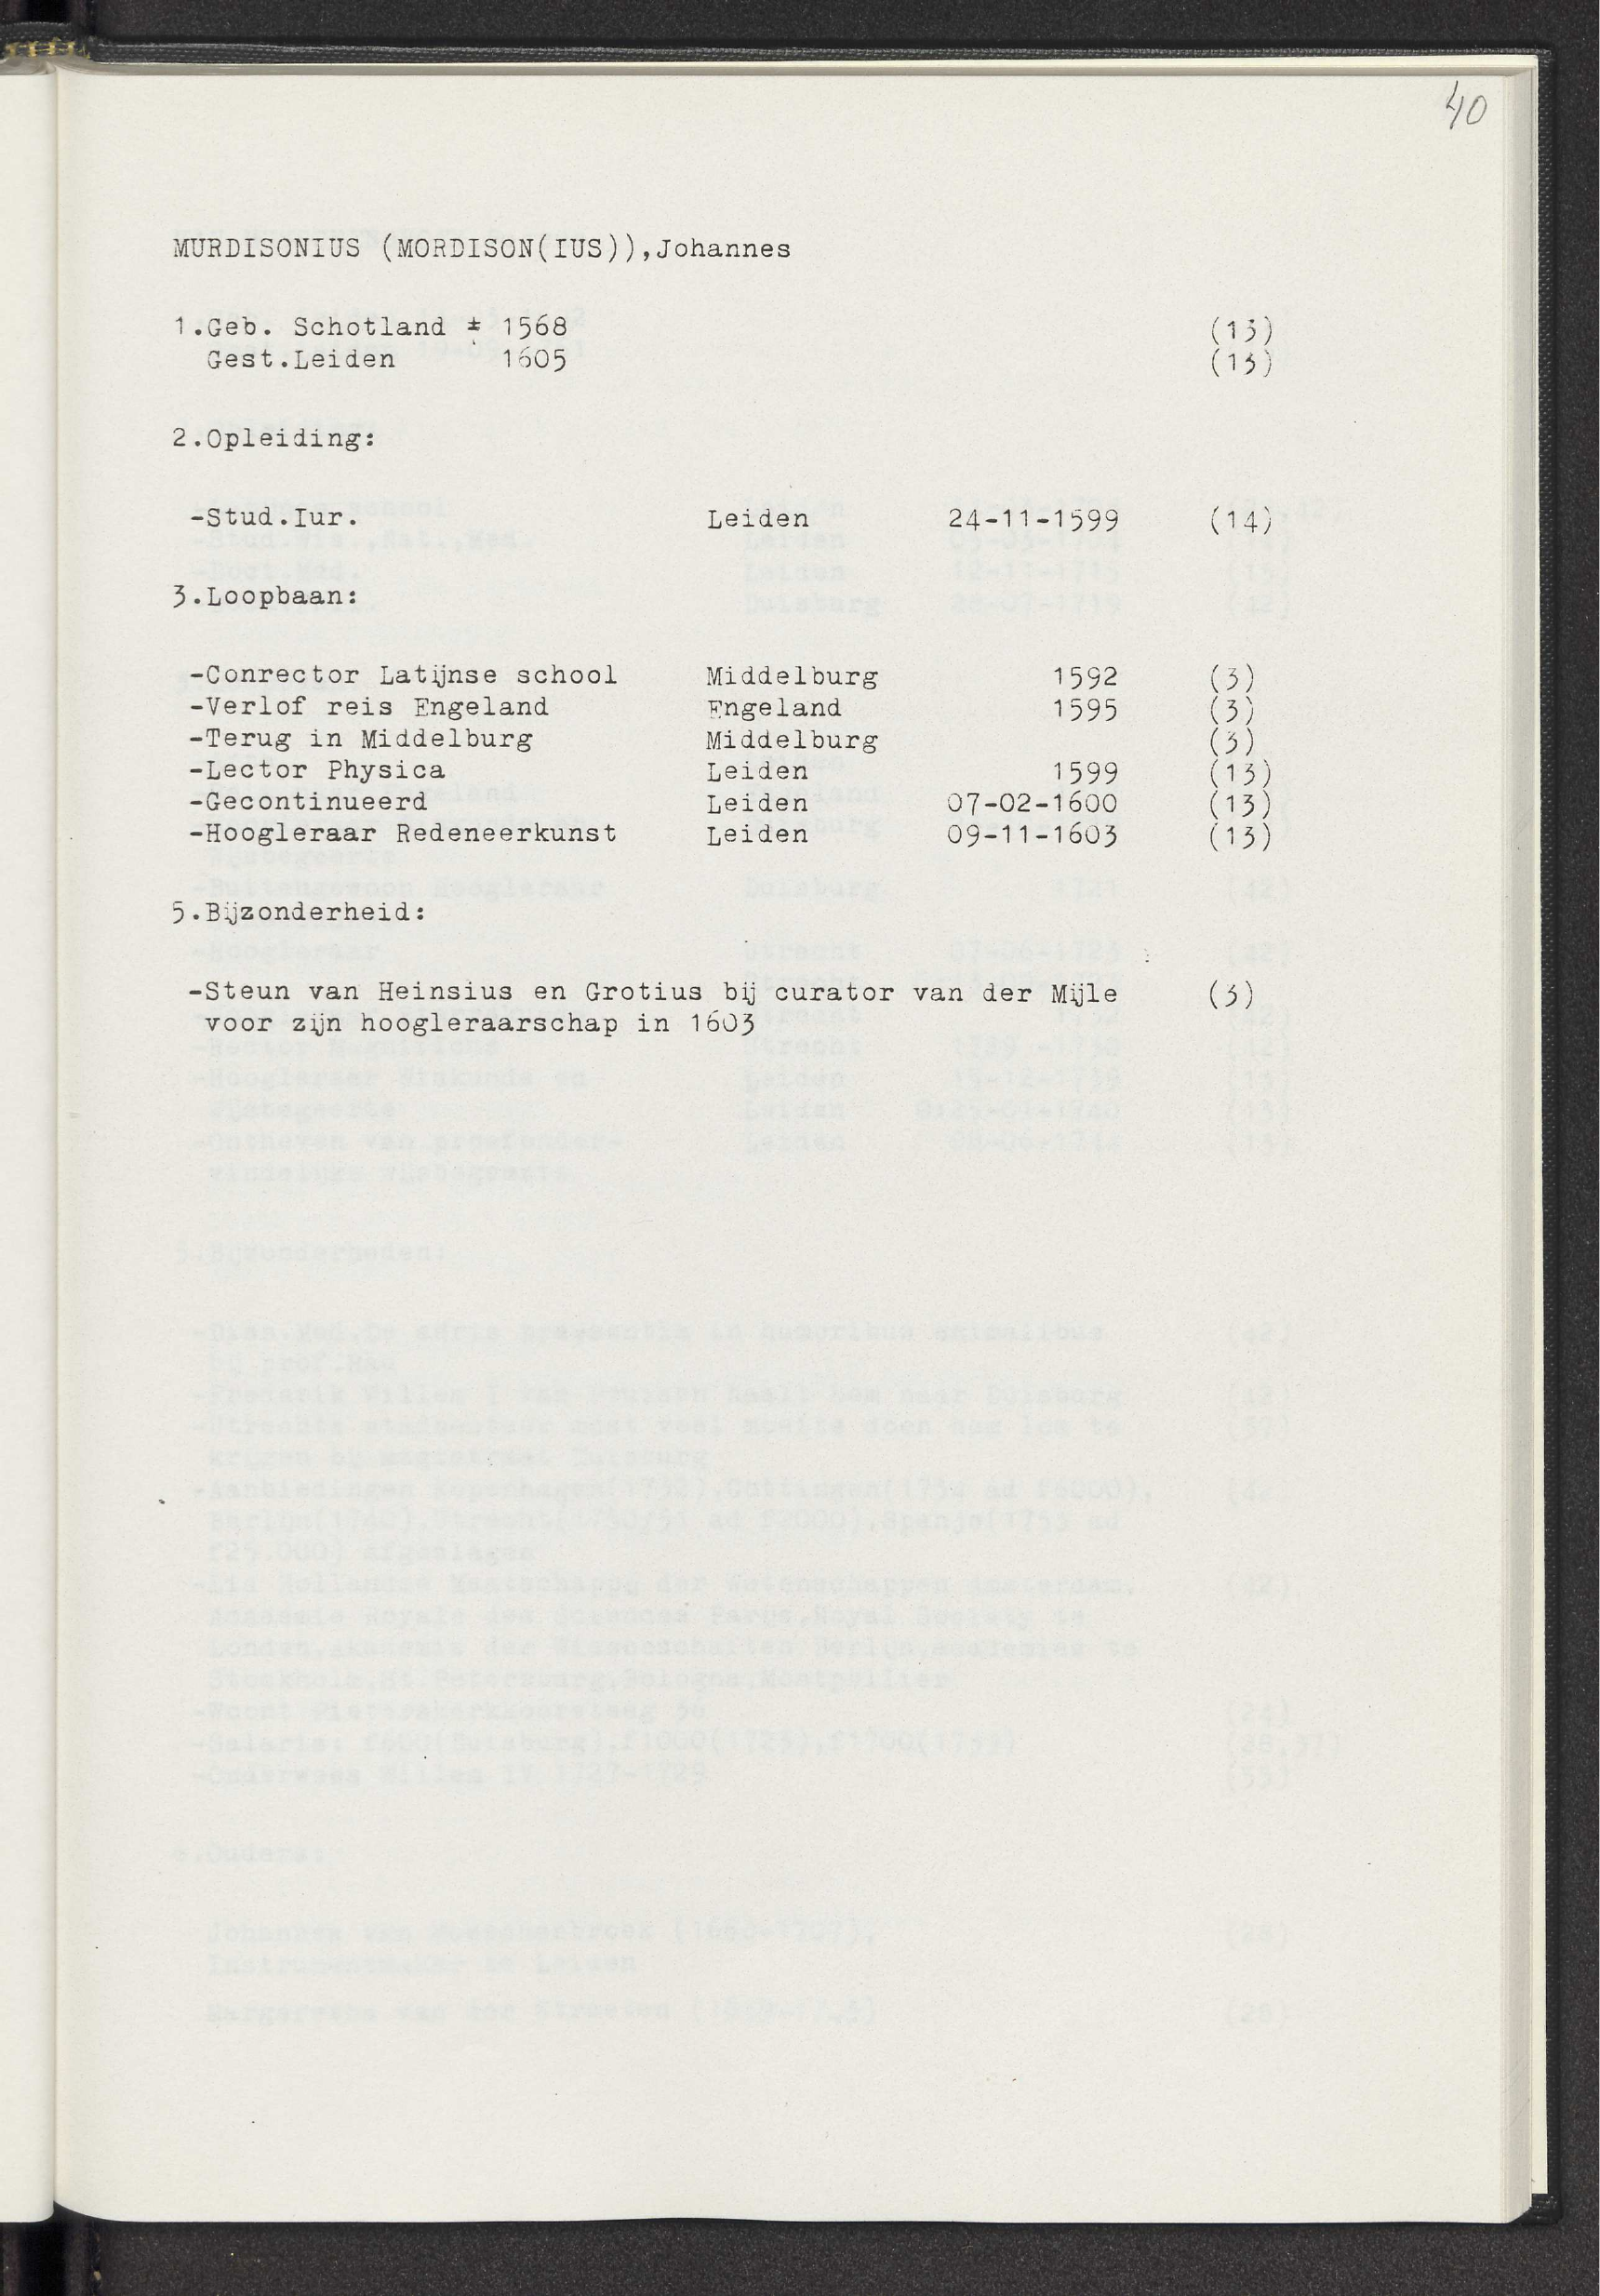 40
MURDISONIUS (MORDISON(IUS)),Johannes
1.Geb. Schotland ± 1568 (13)
Gest.Leiden 1605 (13)
2.Opleiding:
-Stud.Iur. Leiden 24-11-1599 (14)
3.Loopbaan:
-Conrector Latijnse school Middelburg 1592 (3)
-Verlof reis Engeland Engeland 1595 (3)
-Terug in Middelburg Middelburg (3)
-Lector Physica Leiden 1599 (13)
-Gecontinueerd Leiden 07-02-1600 (13)
-Hoogleraar Redeneerkunst Leiden 09-11-1603 (13)
5.Bijzonderheid:
-Steun van Heinsius en Grotius bij curator van der Mijle (3)
voor zijn hoogleraarschap in 1603